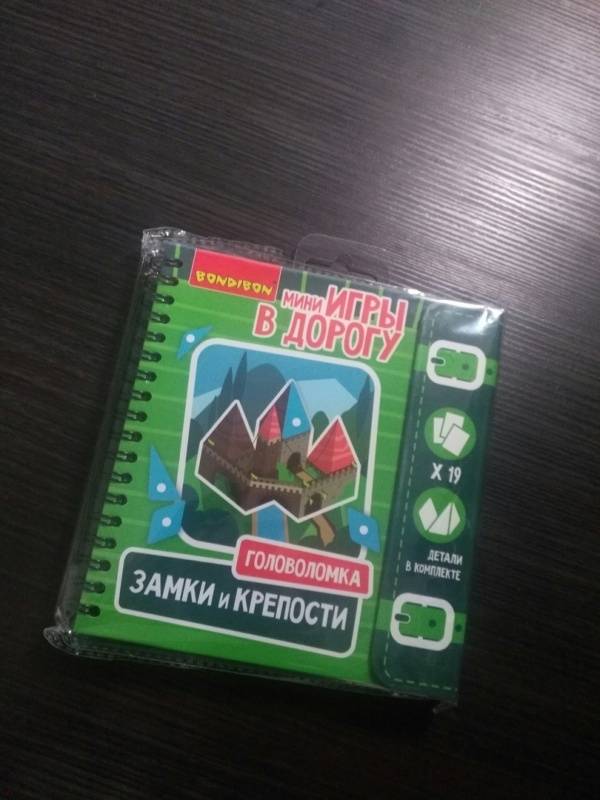 BONDIBON
МИНИ ИГРЫ
В ДОРОГУ
X 19
ДЕТАЛИ
В КОМПЛЕКТЕ
ГОЛОВОЛОМКА
ЗАМКИ и КРЕПОСТИ